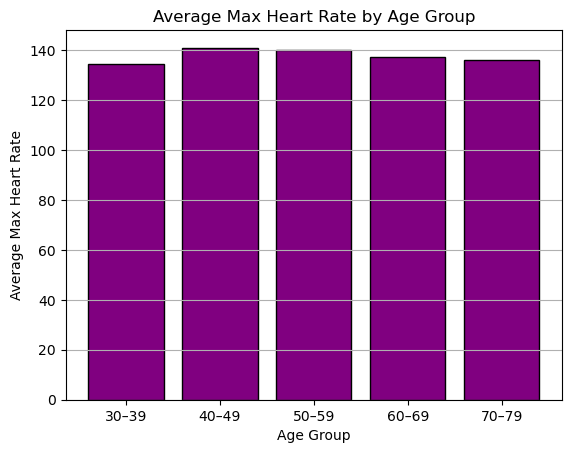 Average Max Heart Rate by Age Group
Average Max Heart Rate
140
120
100
80
60
40
20
0
30–39 40–49 50–59 60–69 70–79
Age Group